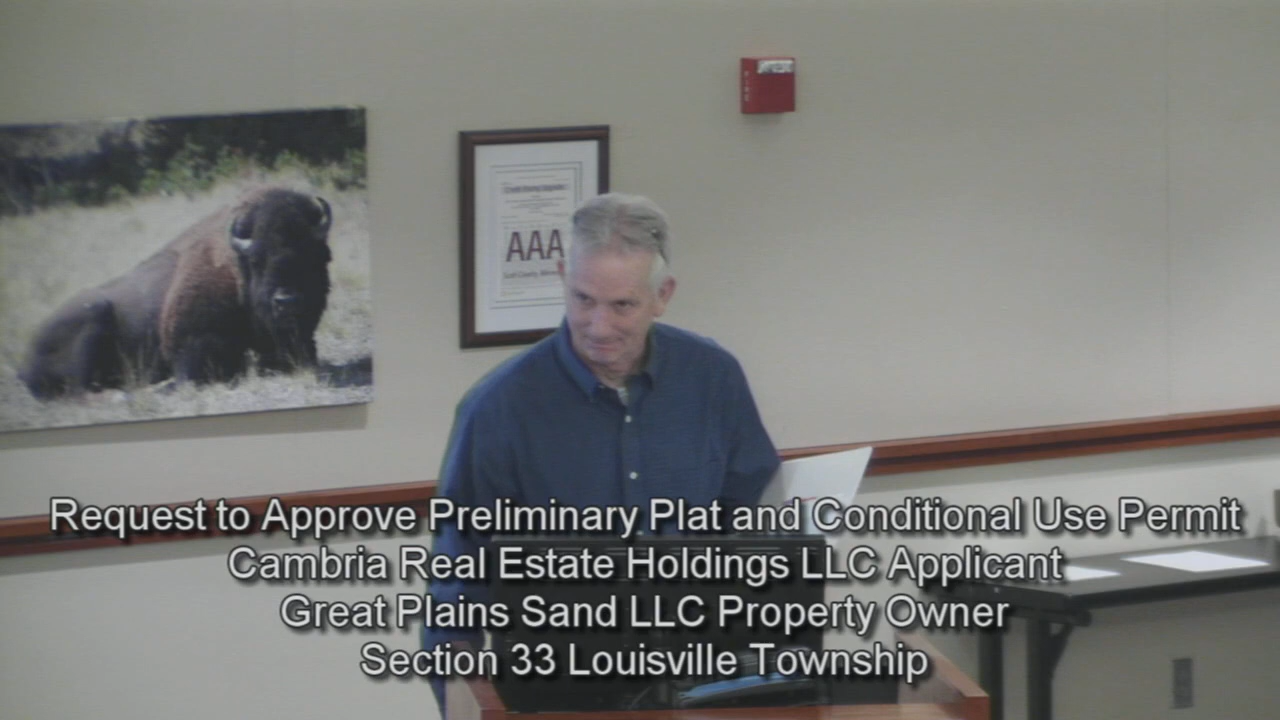 AAA
Request to Approve Preliminary Plat and Conditional Use Permit
Cambria Real Estate Holdings LLC Applicant
Great Plains Sand LLC Property Owner
Section 33 Louisville Township